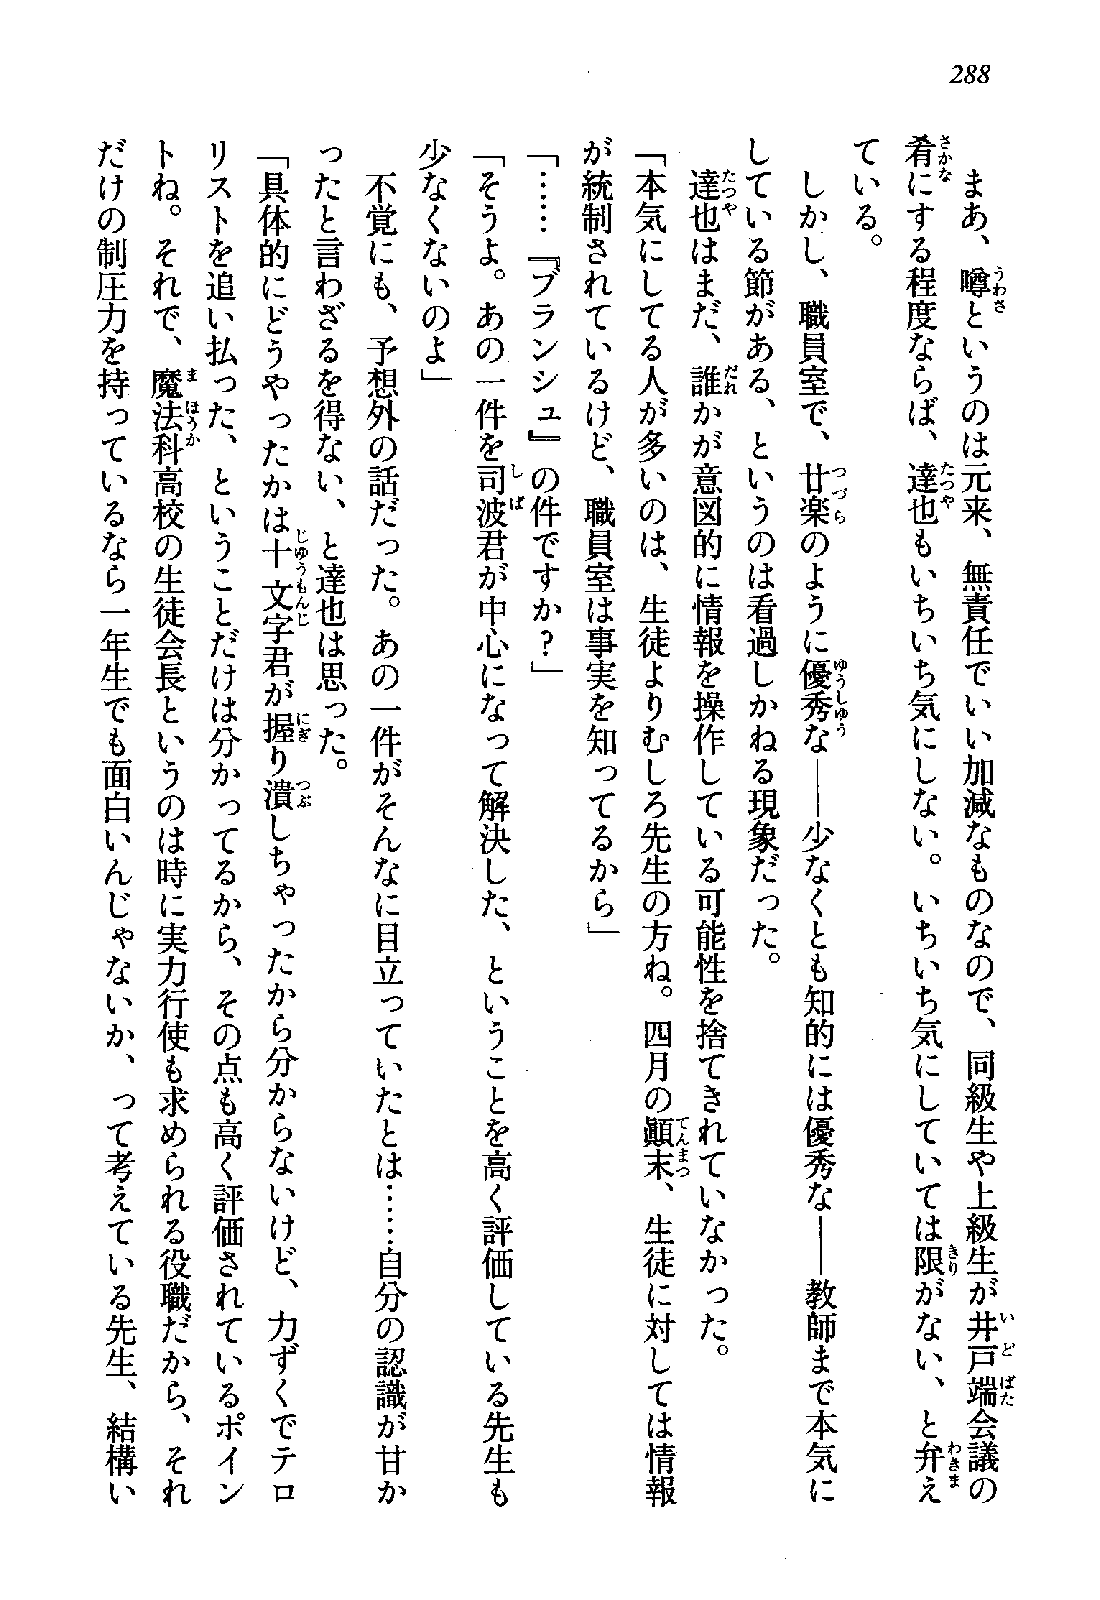 288
まあ、噂というのは元来、無責任でいい加減なものなので、同級生や上級生が井戸端会議の
肴にする程度ならば、達也もいちいち気にしない。いちいち気にしていては限がない、と弁え
ている。
しかし、職員室で、廿楽のように優秀な――少なくとも知的には優秀な――教師まで本気に
している節がある、というのは看過しかねる現象だった。
達也はまだ、誰かが意図的に情報を操作している可能性を捨てきれていなかった。
「本気にしてる人が多いのは、生徒よりむしろ先生の方ね。四月の顚末、生徒に対しては情報
が統制されているけど、職員室は事実を知ってるから」
「……『ブランシュ』の件ですか？」
「そうよ。あの一件を司波君が中心になって解決した、ということを高く評価している先生も
少なくないのよ」
不覚にも、予想外の話だった。あの一件がそんなに目立っていたとは……自分の認識が甘か
ったと言わざるを得ない、と達也は思った。
「具体的にどうやったかは十文字君が握り潰しちゃったから分からないけど、力ずくでテロ
リストを追い払った、ということだけは分かってるから、その点も高く評価されているポイン
トね。それで、魔法科高校の生徒会長というのは時に実力行使も求められる役職だから、それ
だけの制圧力を持っているなら一年生でも面白いんじゃないか、って考えている先生、結構い